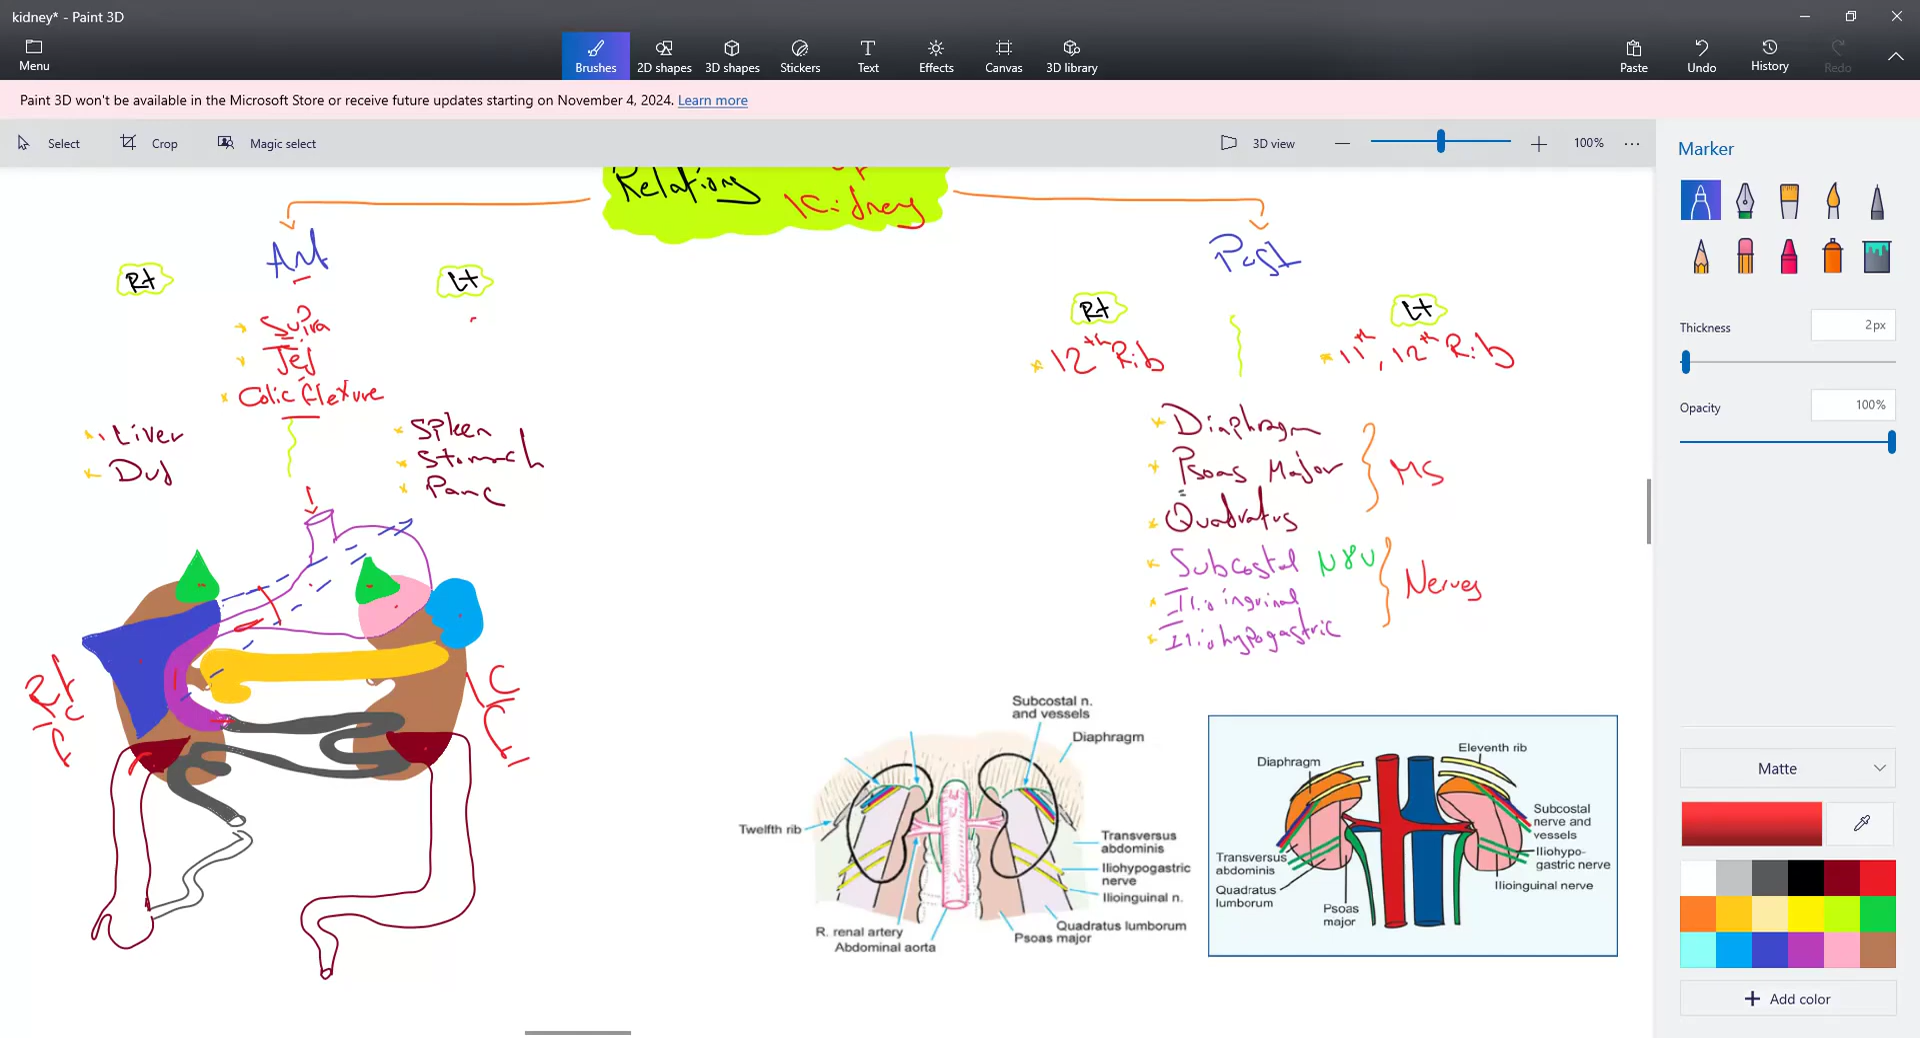 kidney* - Paint 3D
Menu
Brushes
2D shapes
3D shapes
Stickers
Text
Effects
Canvas
3D library
Paste
Undo
History
Redo
Paint 3D won't be available in the Microsoft Store or receive future updates starting on November 4, 2024. Learn more
Select
Crop
Magic select
3D view
100%
Marker
Thickness
2px
Opacity
100%
Matte
Add color
Relations
Kidney
Ant
Rt
Lt
Supra
Jej
Colic flexure
Liver
Dud
Spleen
Stomach
Panc
Rt
C
C
F
Post
Rt
Lt
12th Rib
11th, 12th Rib
Diaphragm
Psoas Major
Quadratus
MS
Subcostal N&V
Ilioinguinal
Iliohypogastric
Nerves
Subcostal n.
and vessels
Diaphragm
Twelfth rib
Transversus
abdominis
Iliohypogastric
nerve
Ilioinguinal n.
Quadratus lumborum
Psoas major
R. renal artery
Abdominal aorta
Diaphragm
Eleventh rib
Subcostal
nerve and
vessels
Iliohypo-
gastric nerve
Ilioinguinal nerve
Transversus
abdominis
Quadratus
lumborum
Psoas
major